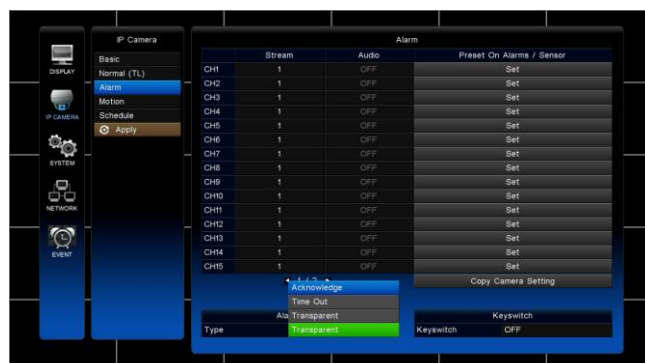 IP Camera
Alarm
DISPLAY
IP CAMERA
SYSTEM
NETWORK
EVENT
Basic
Normal (TL)
Alarm
Motion
Schedule
Apply
Stream Audio Preset On Alarms / Sensor
CH1 1 OFF Set
CH2 1 OFF Set
CH3 1 OFF Set
CH4 1 OFF Set
CH5 1 OFF Set
CH6 1 OFF Set
CH7 1 OFF Set
CH8 1 OFF Set
CH9 1 OFF Set
CH10 1 OFF Set
CH11 1 OFF Set
CH12 1 OFF Set
CH13 1 OFF Set
CH14 1 OFF Set
CH15 1 OFF Set
1 / 2 Copy Camera Setting
Acknowledge
Time Out
Transparent
Ala Keyswitch
Type Transparent Keyswitch OFF